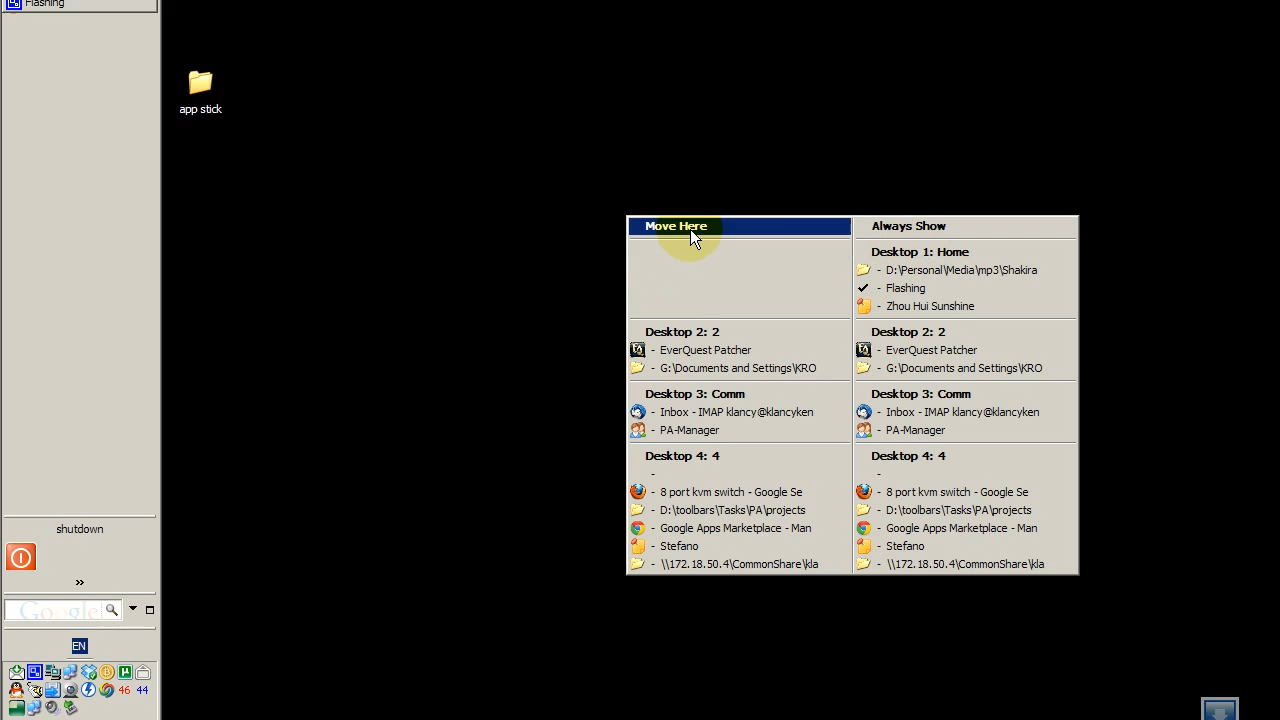 Flashing
app stick
Move Here
Desktop 2: 2
- EverQuest Patcher
- G:\Documents and Settings\KRO
Desktop 3: Comm
- Inbox - IMAP klancy@klancyken
- PA-Manager
Desktop 4: 4
-
- 8 port kvm switch - Google Se
- D:\toolbars\Tasks\PA\projects
- Google Apps Marketplace - Man
- Stefano
- \\172.18.50.4\CommonShare\kla
Always Show
Desktop 1: Home
- D:\Personal\Media\mp3\Shakira
- Flashing
- Zhou Hui Sunshine
Desktop 2: 2
- EverQuest Patcher
- G:\Documents and Settings\KRO
Desktop 3: Comm
- Inbox - IMAP klancy@klancyken
- PA-Manager
Desktop 4: 4
-
- 8 port kvm switch - Google Se
- D:\toolbars\Tasks\PA\projects
- Google Apps Marketplace - Man
- Stefano
- \\172.18.50.4\CommonShare\kla
shutdown
»
Google
EN
46 44